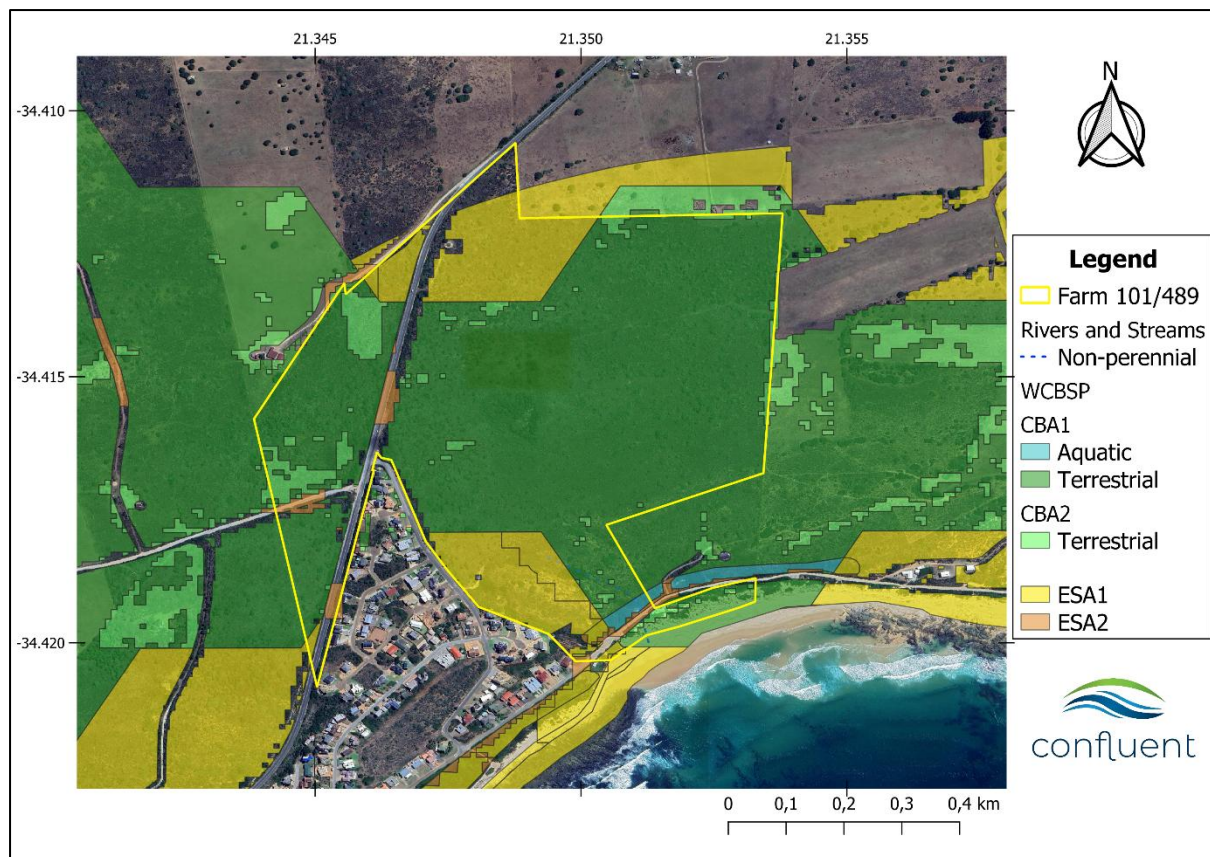 21.345 21.350 21.355
-34.410
-34.415
-34.420
N
Legend
Farm 101/489
Rivers and Streams
Non-perennial
WCBSP
CBA1
Aquatic
Terrestrial
CBA2
Terrestrial
ESA1
ESA2
confluent
0 0,1 0,2 0,3 0,4 km